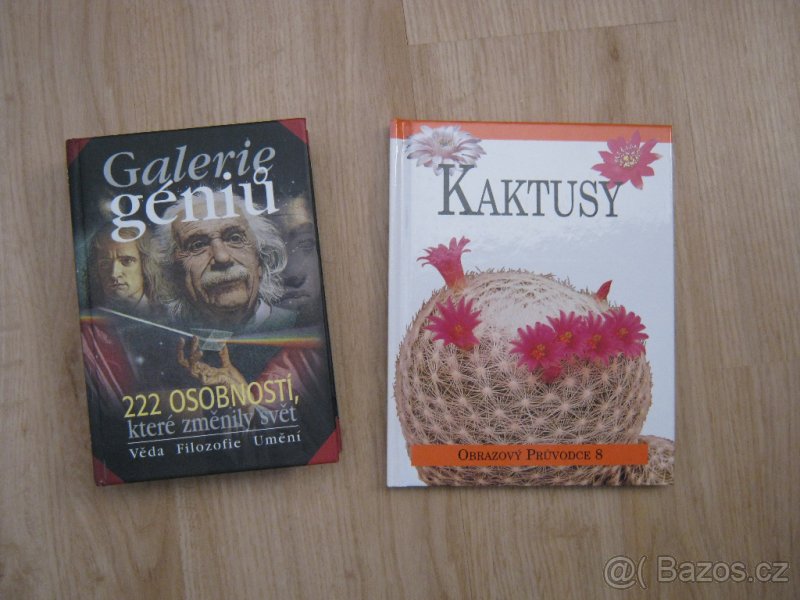 Galerie
géniů
222 OSOBNOSTÍ,
které změnily svět
Věda Filozofie Umění
KAKTUSY
OBRAZOVÝ PRŮVODCE 8
@( Bazos.cz